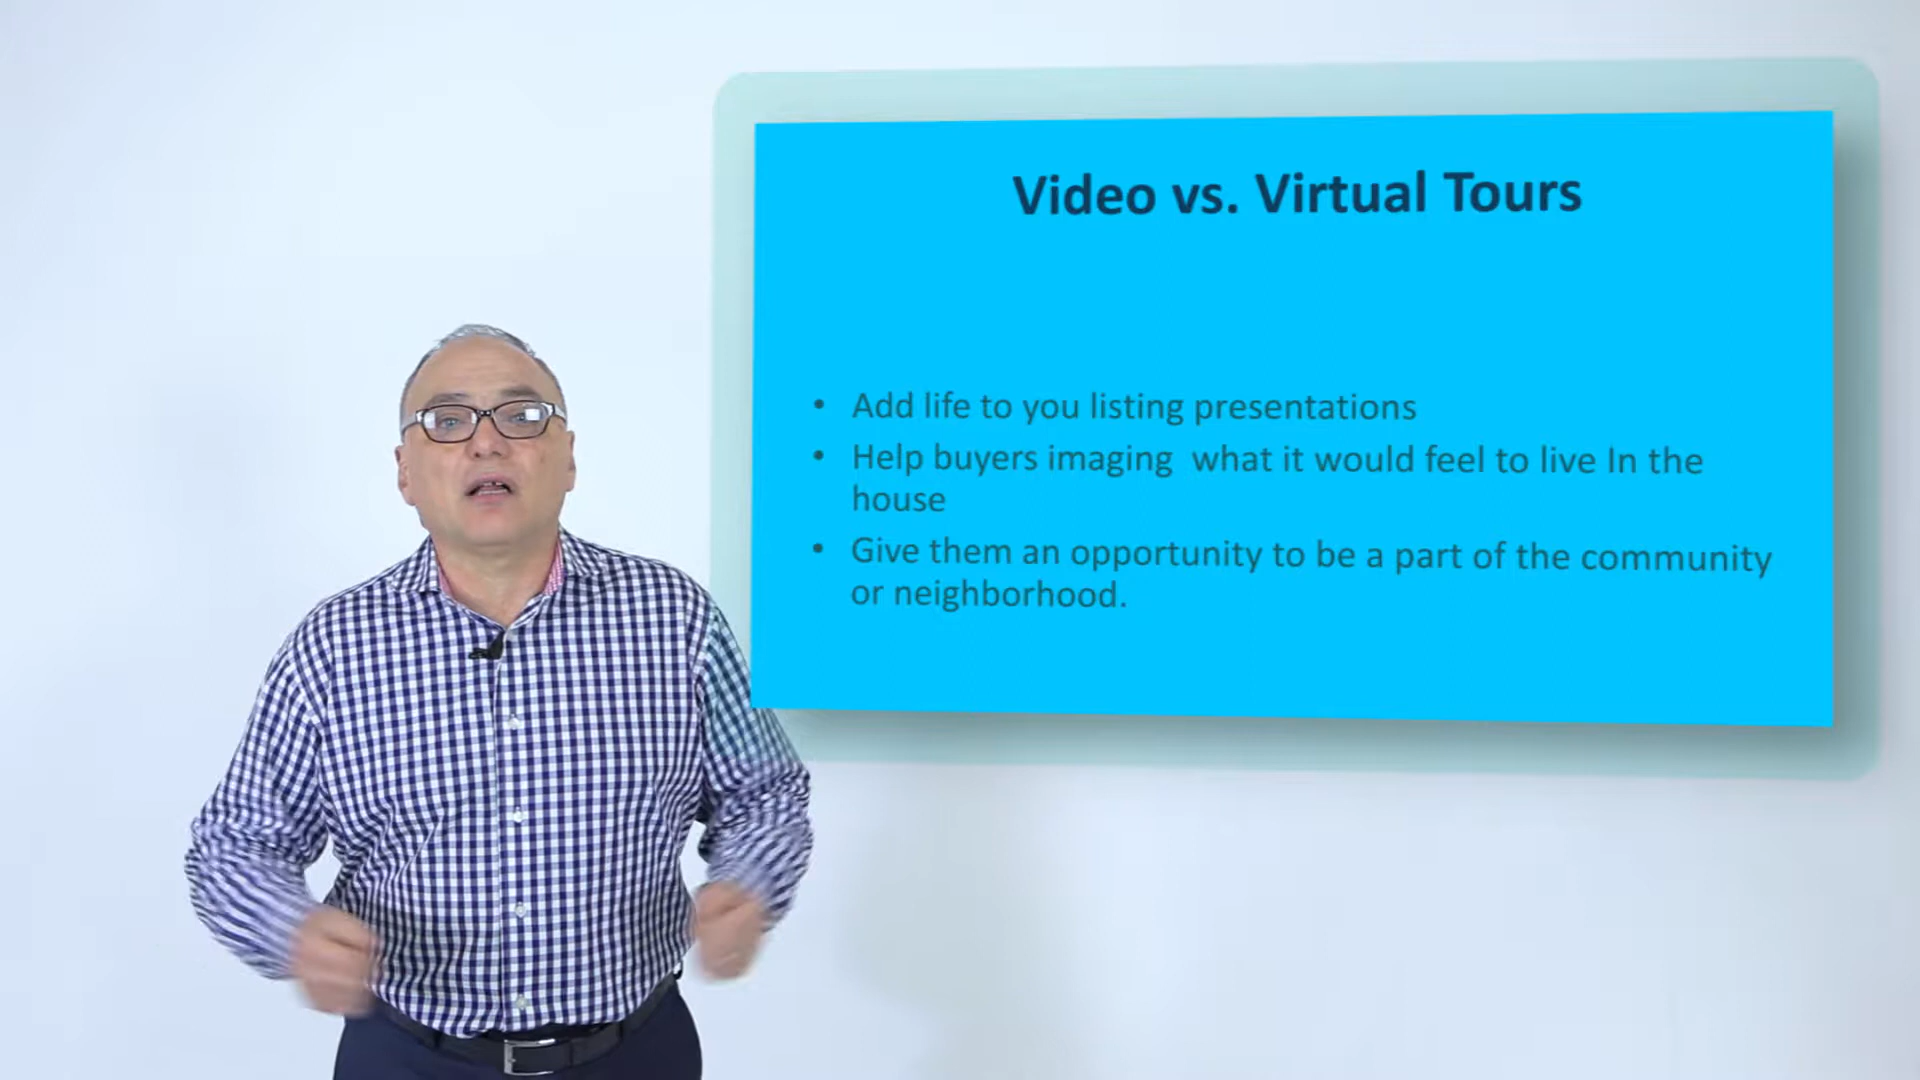 Video vs. Virtual Tours
• Add life to you listing presentations
• Help buyers imaging  what it would feel to live In the
house
• Give them an opportunity to be a part of the community
or neighborhood.